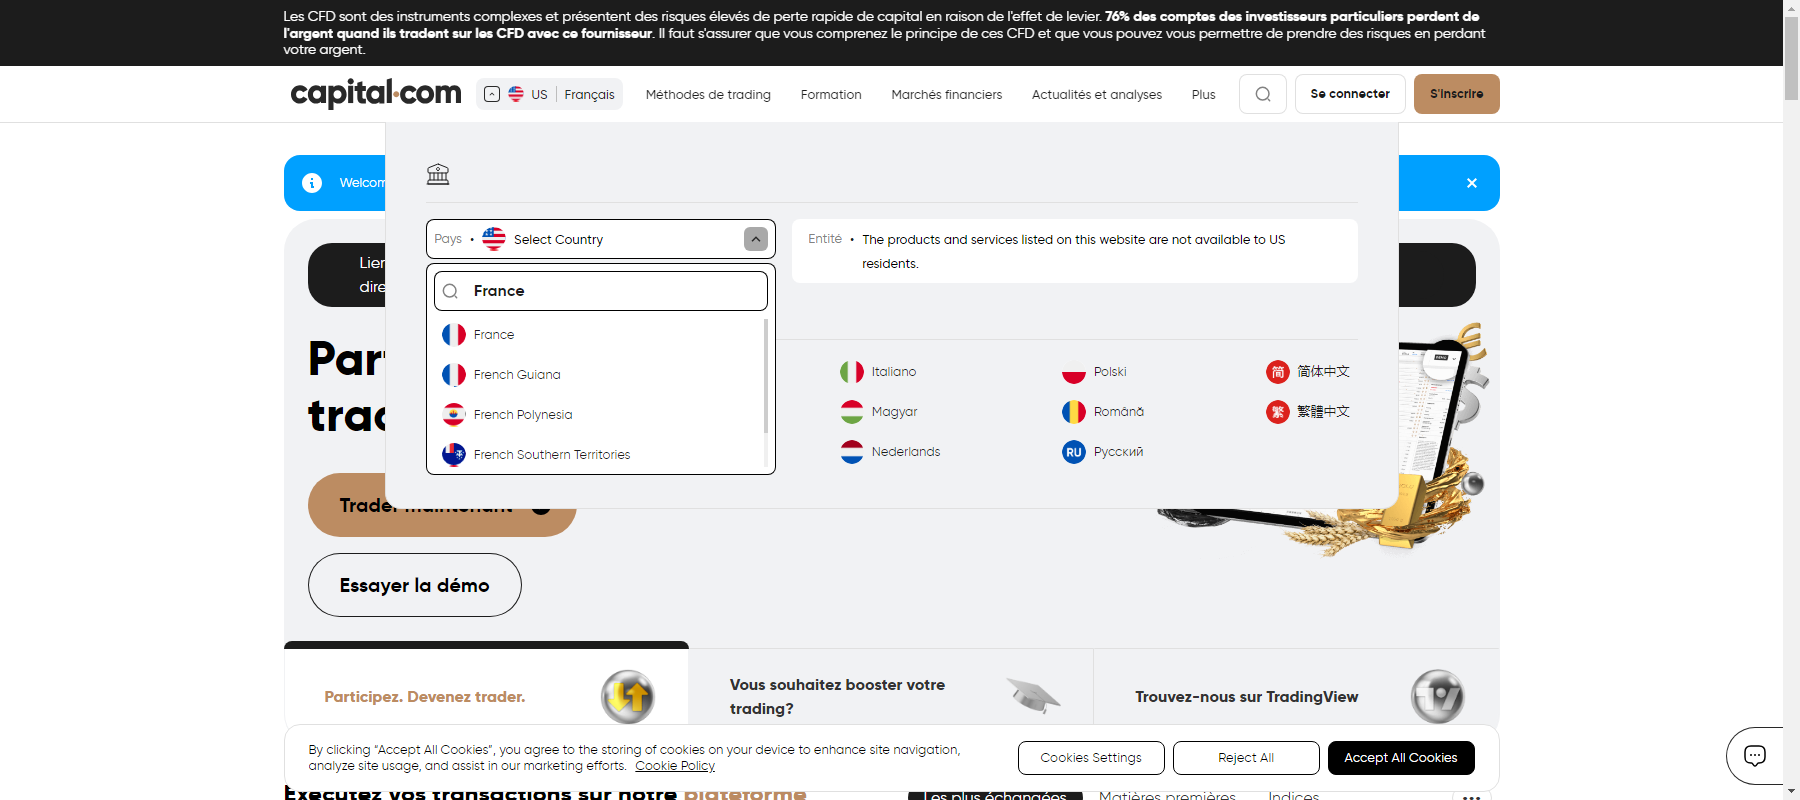 Les CFD sont des instruments complexes et présentent des risques élevés de perte rapide de capital en raison de l'effet de levier. 76% des comptes des investisseurs particuliers perdent de
l'argent quand ils tradent sur les CFD avec ce fournisseur. Il faut s'assurer que vous comprenez le principe de ces CFD et que vous pouvez vous permettre de prendre des risques en perdant
votre argent.
capital.com
US
Français
Méthodes de trading
Formation
Marchés financiers
Actualités et analyses
Plus
Se connecter
S'inscrire
Pays • Select Country
Entité • The products and services listed on this website are not available to US
residents.
France
France
French Guiana
French Polynesia
French Southern Territories
Italiano
Polski
简 简体中文
Magyar
Română
繁 繁體中文
Nederlands
RU Русский
Essayer la démo
Participez. Devenez trader.
Vous souhaitez booster votre
trading?
Trouvez-nous sur TradingView
By clicking “Accept All Cookies”, you agree to the storing of cookies on your device to enhance site navigation,
analyze site usage, and assist in our marketing efforts. Cookie Policy
Cookies Settings
Reject All
Accept All Cookies
Exécutez vos transactions sur notre plateforme
Les plus échangées
Matières premières
Indices